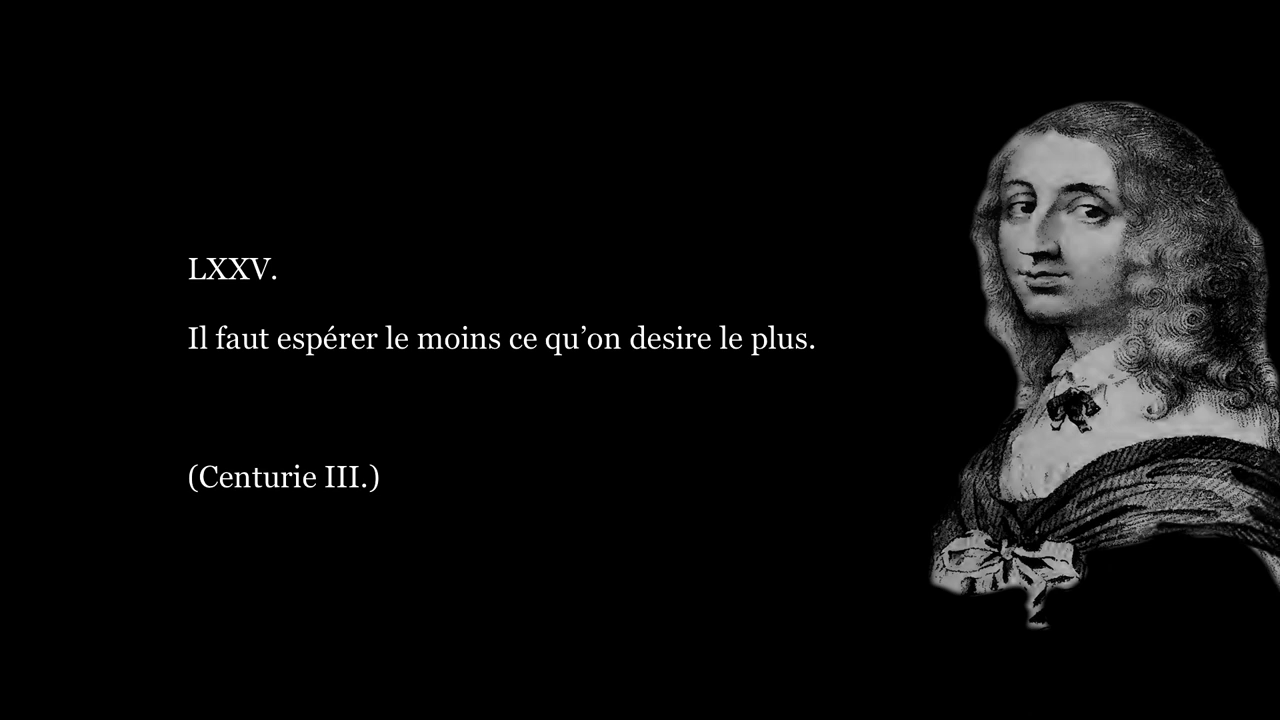 LXXV.
Il faut espérer le moins ce qu’on desire le plus.
(Centurie III.)